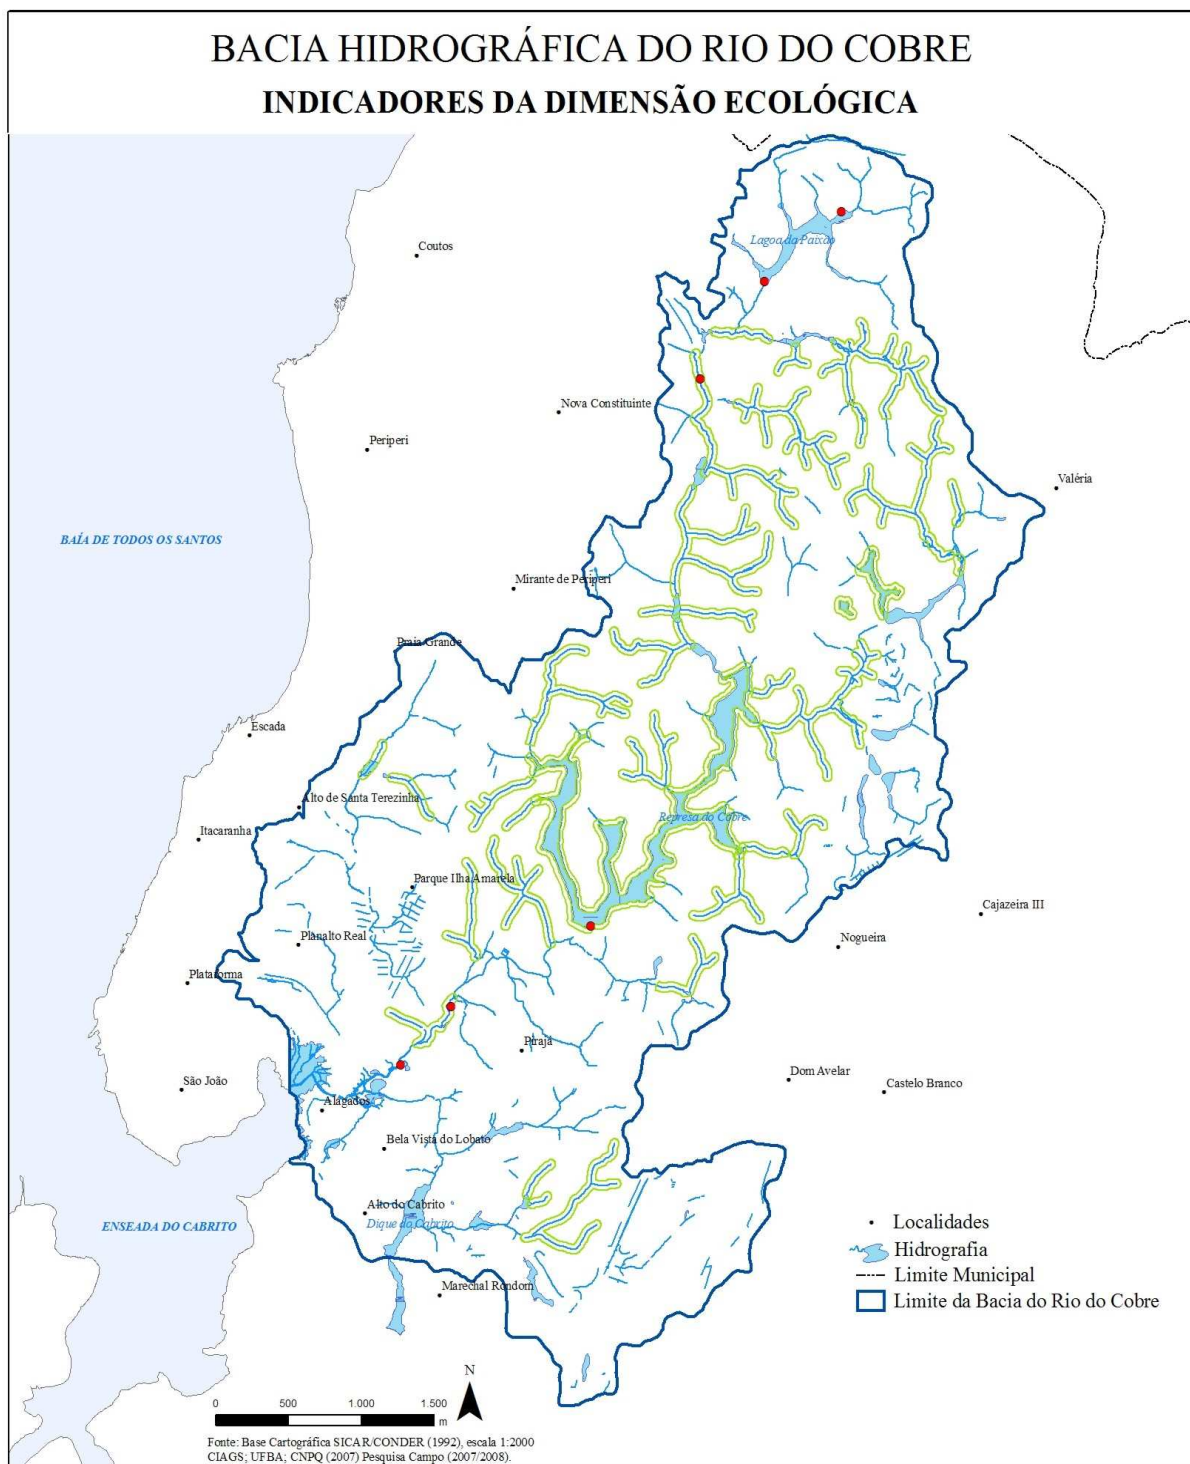 BACIA HIDROGRÁFICA DO RIO DO COBRE
INDICADORES DA DIMENSÃO ECOLÓGICA
Lagoa da Paixão
Coutos
Nova Constituinte
Periperi
Valéria
BAÍA DE TODOS OS SANTOS
Mirante de Periperi
Praia Grande
Escada
Alto de Santa Terezinha
Represa do Cobre
Itacaranha
Parque Ilha Amarela
Cajazeira III
Planalto Real
Nogueira
Plataforma
Pirajá
Dom Avelar
São João
Castelo Branco
Alagados
Bela Vista do Lobato
Alto do Cabrito
Dique do Cabrito
ENSEADA DO CABRITO
Localidades
Hidrografia
Limite Municipal
Limite da Bacia do Rio do Cobre
Marechal Rondom
N
0 500 1.000 1.500
m
Fonte: Base Cartográfica SICAR/CONDER (1992), escala 1:2000
CIAGS; UFBA; CNPQ (2007) Pesquisa Campo (2007/2008).